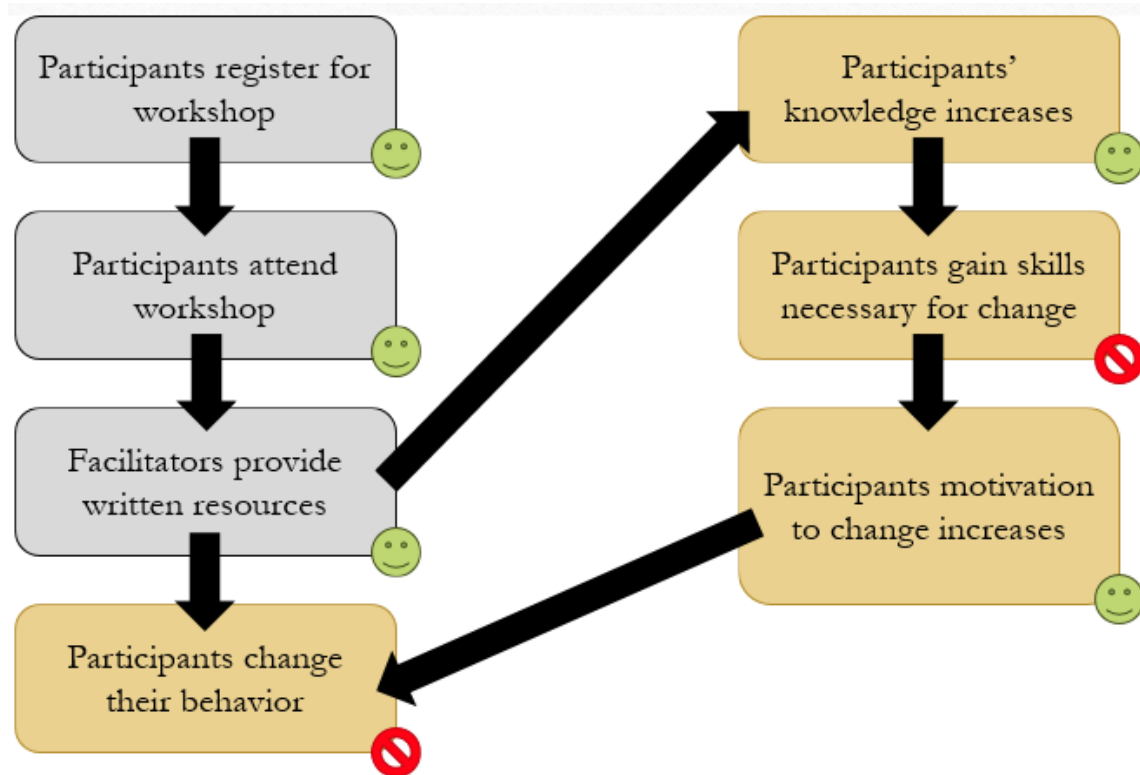 Participants register for
workshop
Participants attend
workshop
Facilitators provide
written resources
Participants change
their behavior
Participants’
knowledge increases
Participants gain skills
necessary for change
Participants motivation
to change increases